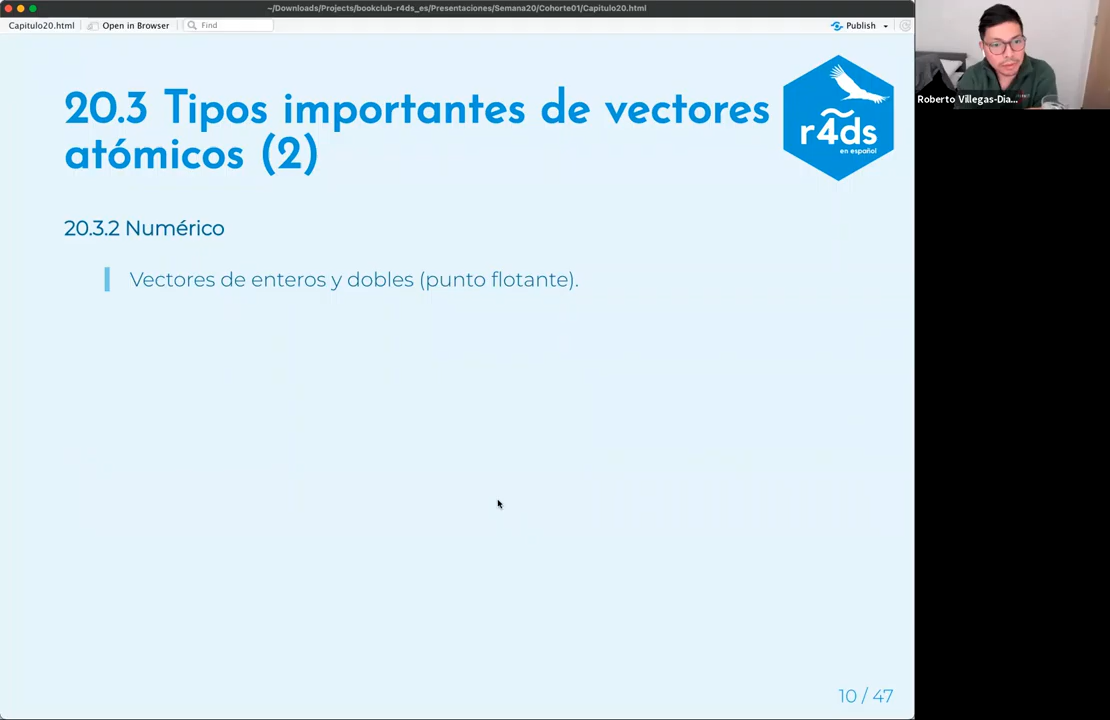 ~/Downloads/Projects/bookclub-r4ds_es/Presentaciones/Semana20/Cohorte01/Capitulo20.html
Capitulo20.html
Open in Browser
Find
Publish
20.3 Tipos importantes de vectores
atómicos (2)
r4ds
en español
20.3.2 Numérico
Vectores de enteros y dobles (punto flotante).
10 / 47
Roberto Villegas-Dia...